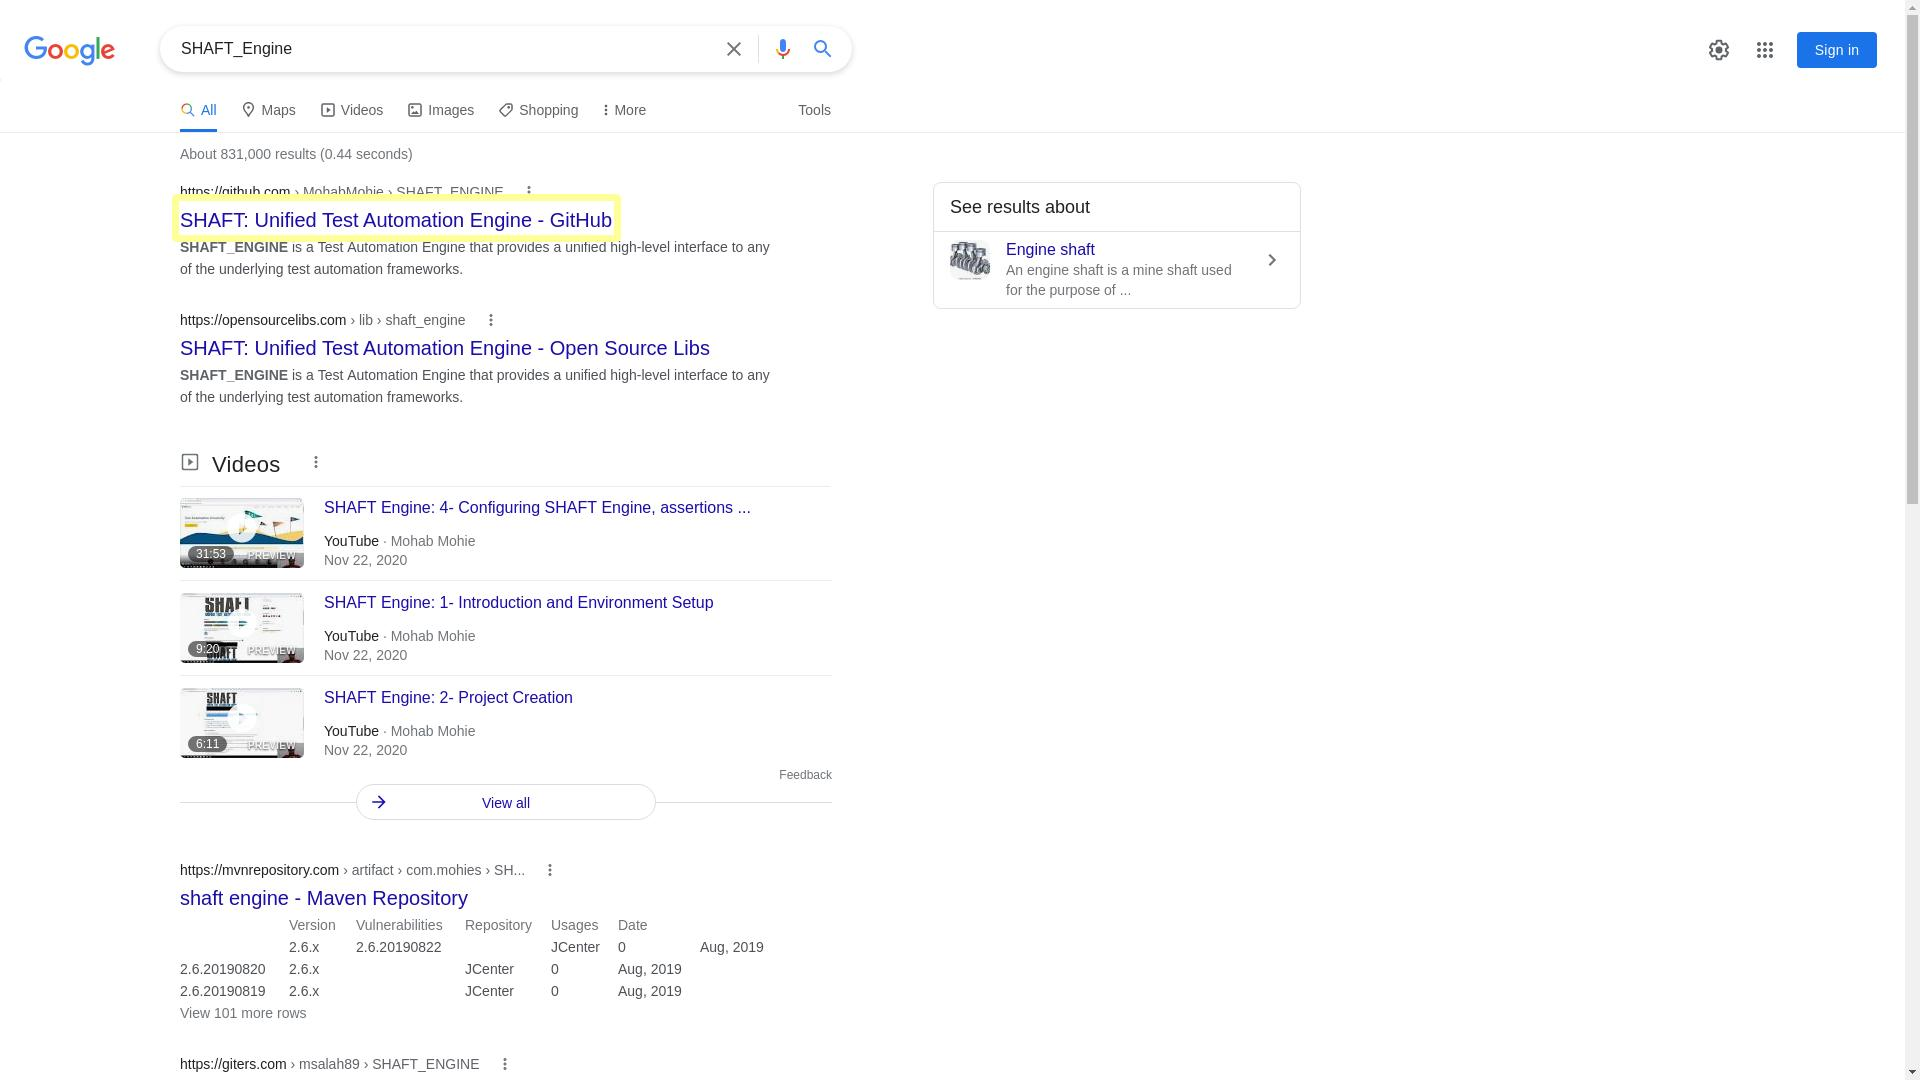 Google
SHAFT_Engine
Sign in
All
Maps
Videos
Images
Shopping
More
Tools
About 831,000 results (0.44 seconds)
https://github.com › MohabMohie › SHAFT_ENGINE
SHAFT: Unified Test Automation Engine - GitHub
SHAFT_ENGINE is a Test Automation Engine that provides a unified high-level interface to any
of the underlying test automation frameworks.
See results about
Engine shaft
An engine shaft is a mine shaft used
for the purpose of ...
https://opensourcelibs.com › lib › shaft_engine
SHAFT: Unified Test Automation Engine - Open Source Libs
SHAFT_ENGINE is a Test Automation Engine that provides a unified high-level interface to any
of the underlying test automation frameworks.
Videos
SHAFT Engine: 4- Configuring SHAFT Engine, assertions ...
31:53
PREVIEW
YouTube · Mohab Mohie
Nov 22, 2020
SHAFT
SHAFT Engine: 1- Introduction and Environment Setup
9:20
PREVIEW
YouTube · Mohab Mohie
Nov 22, 2020
SHAFT
SHAFT Engine: 2- Project Creation
6:11
PREVIEW
YouTube · Mohab Mohie
Nov 22, 2020
Feedback
View all
https://mvnrepository.com › artifact › com.mohies › SH...
shaft engine - Maven Repository
Version Vulnerabilities Repository Usages Date
2.6.x 2.6.20190822 JCenter 0 Aug, 2019
2.6.20190820 2.6.x JCenter 0 Aug, 2019
2.6.20190819 2.6.x JCenter 0 Aug, 2019
View 101 more rows
https://giters.com › msalah89 › SHAFT_ENGINE